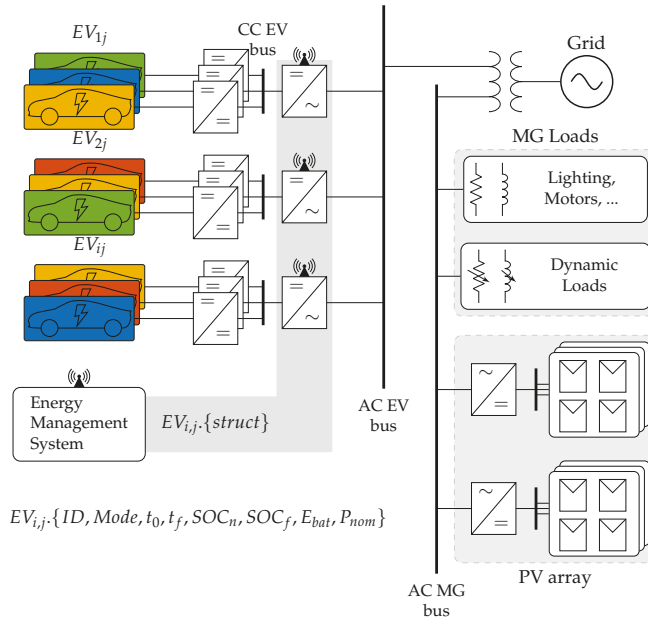 EV1j
CC EV
bus
Grid
MG Loads
EV2j
Lighting,
Motors, ...
EVij
Dynamic
Loads
Energy
Management
System
EVi,j.{struct}
AC EV
bus
EVi,j.{ID, Mode, t0, tf, SOCn, SOCf, Ebat, Pnom}
PV array
AC MG
bus